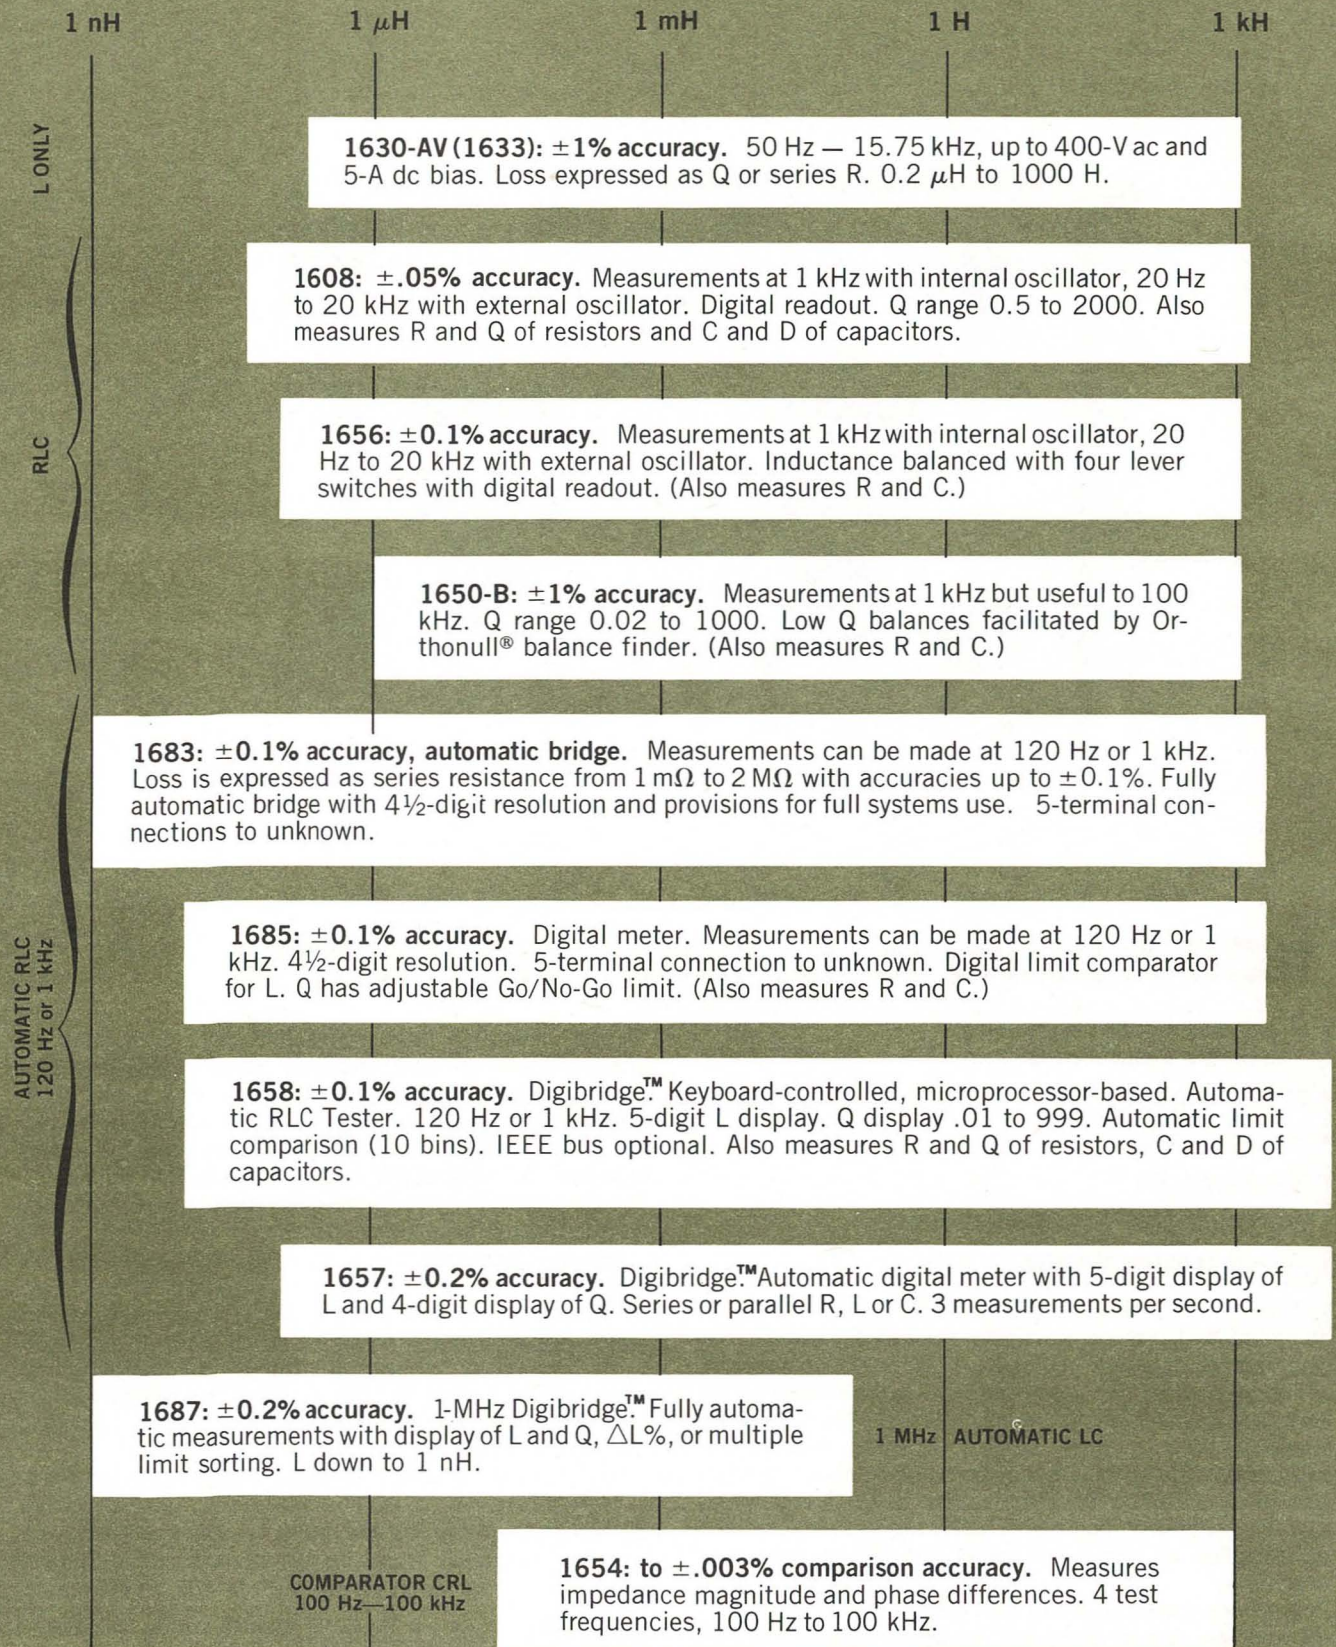 1 nH 1 μH 1 mH 1 H 1 kH
L ONLY
1630-AV (1633): ±1% accuracy. 50 Hz — 15.75 kHz, up to 400-V ac and
5-A dc bias. Loss expressed as Q or series R. 0.2 μH to 1000 H.
RLC
1608: ±.05% accuracy. Measurements at 1 kHz with internal oscillator, 20 Hz
to 20 kHz with external oscillator. Digital readout. Q range 0.5 to 2000. Also
measures R and Q of resistors and C and D of capacitors.
1656: ±0.1% accuracy. Measurements at 1 kHz with internal oscillator, 20
Hz to 20 kHz with external oscillator. Inductance balanced with four lever
switches with digital readout. (Also measures R and C.)
1650-B: ±1% accuracy. Measurements at 1 kHz but useful to 100
kHz. Q range 0.02 to 1000. Low Q balances facilitated by Or-
thonull® balance finder. (Also measures R and C.)
AUTOMATIC RLC
120 Hz or 1 kHz
1683: ±0.1% accuracy, automatic bridge. Measurements can be made at 120 Hz or 1 kHz.
Loss is expressed as series resistance from 1 mΩ to 2 MΩ with accuracies up to ±0.1%. Fully
automatic bridge with 4½-digit resolution and provisions for full systems use. 5-terminal con-
nections to unknown.
1685: ±0.1% accuracy. Digital meter. Measurements can be made at 120 Hz or 1
kHz. 4½-digit resolution. 5-terminal connection to unknown. Digital limit comparator
for L. Q has adjustable Go/No-Go limit. (Also measures R and C.)
1658: ±0.1% accuracy. Digibridge.™ Keyboard-controlled, microprocessor-based. Automa-
tic RLC Tester. 120 Hz or 1 kHz. 5-digit L display. Q display .01 to 999. Automatic limit
comparison (10 bins). IEEE bus optional. Also measures R and Q of resistors, C and D of
capacitors.
1657: ±0.2% accuracy. Digibridge.™ Automatic digital meter with 5-digit display of
L and 4-digit display of Q. Series or parallel R, L or C. 3 measurements per second.
1687: ±0.2% accuracy. 1-MHz Digibridge.™ Fully automa-
tic measurements with display of L and Q, △L%, or multiple
limit sorting. L down to 1 nH.
1 MHz AUTOMATIC LC
COMPARATOR CRL
100 Hz—100 kHz
1654: to ±.003% comparison accuracy. Measures
impedance magnitude and phase differences. 4 test
frequencies, 100 Hz to 100 kHz.